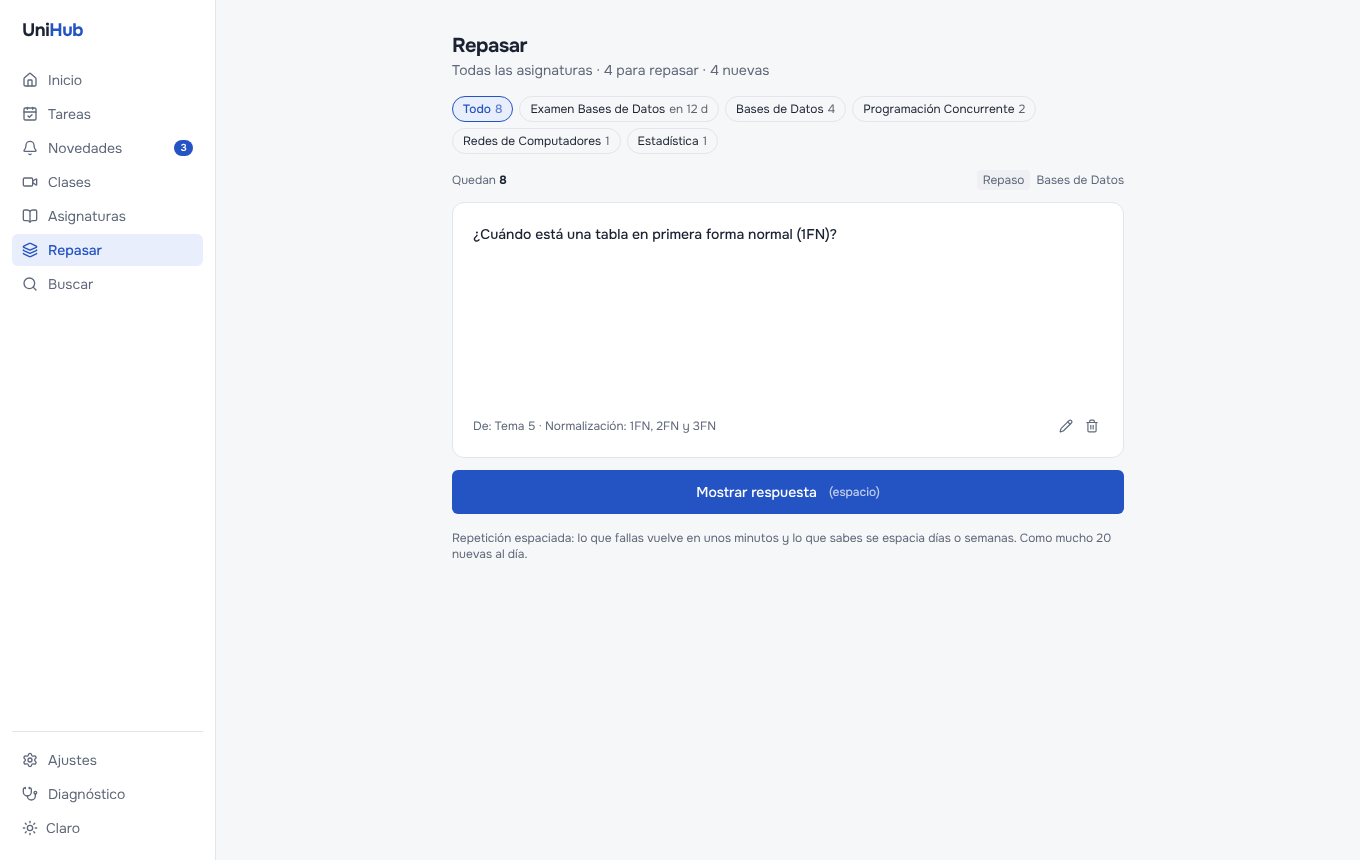 UniHub
Inicio
Tareas
Novedades 3
Clases
Asignaturas
Repasar
Buscar
Ajustes
Diagnóstico
Claro
Repasar
Todas las asignaturas · 4 para repasar · 4 nuevas
Todo 8 Examen Bases de Datos en 12 d Bases de Datos 4 Programación Concurrente 2
Redes de Computadores 1 Estadística 1
Quedan 8 Repaso Bases de Datos
¿Cuándo está una tabla en primera forma normal (1FN)?
De: Tema 5 · Normalización: 1FN, 2FN y 3FN
Mostrar respuesta (espacio)
Repetición espaciada: lo que fallas vuelve en unos minutos y lo que sabes se espacia días o semanas. Como mucho 20
nuevas al día.